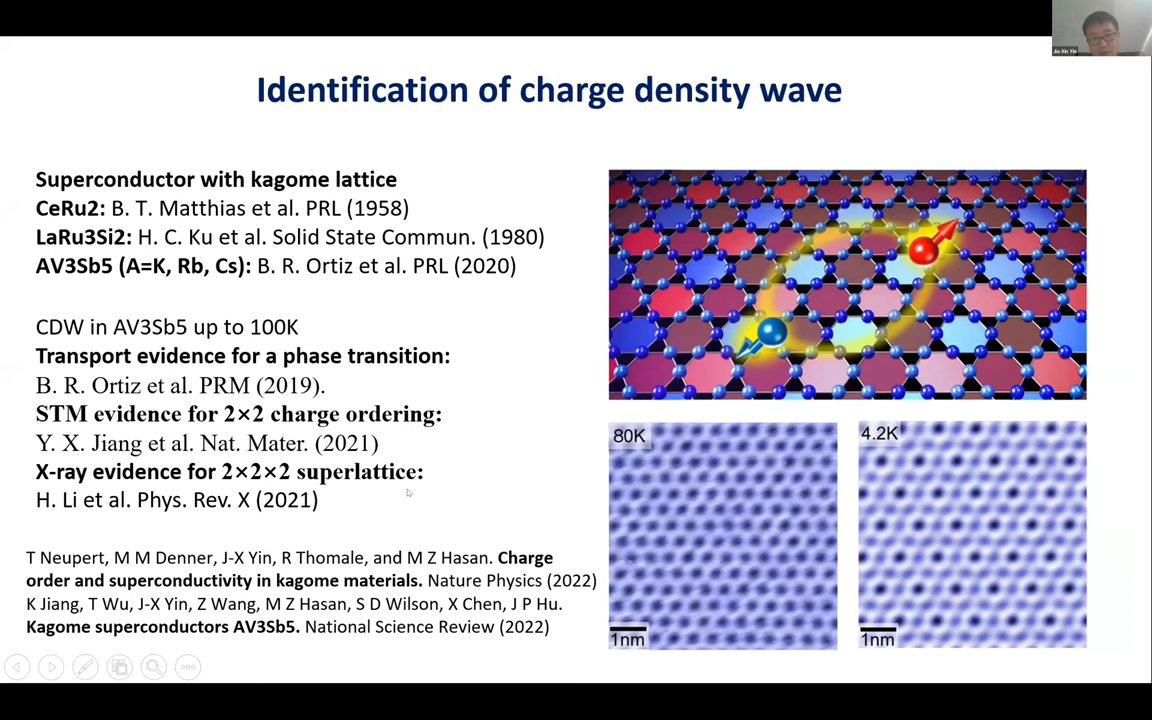 Jia-Xin Yin
Identification of charge density wave
Superconductor with kagome lattice
CeRu2: B. T. Matthias et al. PRL (1958)
LaRu3Si2: H. C. Ku et al. Solid State Commun. (1980)
AV3Sb5 (A=K, Rb, Cs): B. R. Ortiz et al. PRL (2020)
CDW in AV3Sb5 up to 100K
Transport evidence for a phase transition:
B. R. Ortiz et al. PRM (2019).
STM evidence for 2×2 charge ordering:
Y. X. Jiang et al. Nat. Mater. (2021)
X-ray evidence for 2×2×2 superlattice:
H. Li et al. Phys. Rev. X (2021)
T Neupert, M M Denner, J-X Yin, R Thomale, and M Z Hasan. Charge
order and superconductivity in kagome materials. Nature Physics (2022)
K Jiang, T Wu, J-X Yin, Z Wang, M Z Hasan, S D Wilson, X Chen, J P Hu.
Kagome superconductors AV3Sb5. National Science Review (2022)
80K
1nm
4.2K
1nm